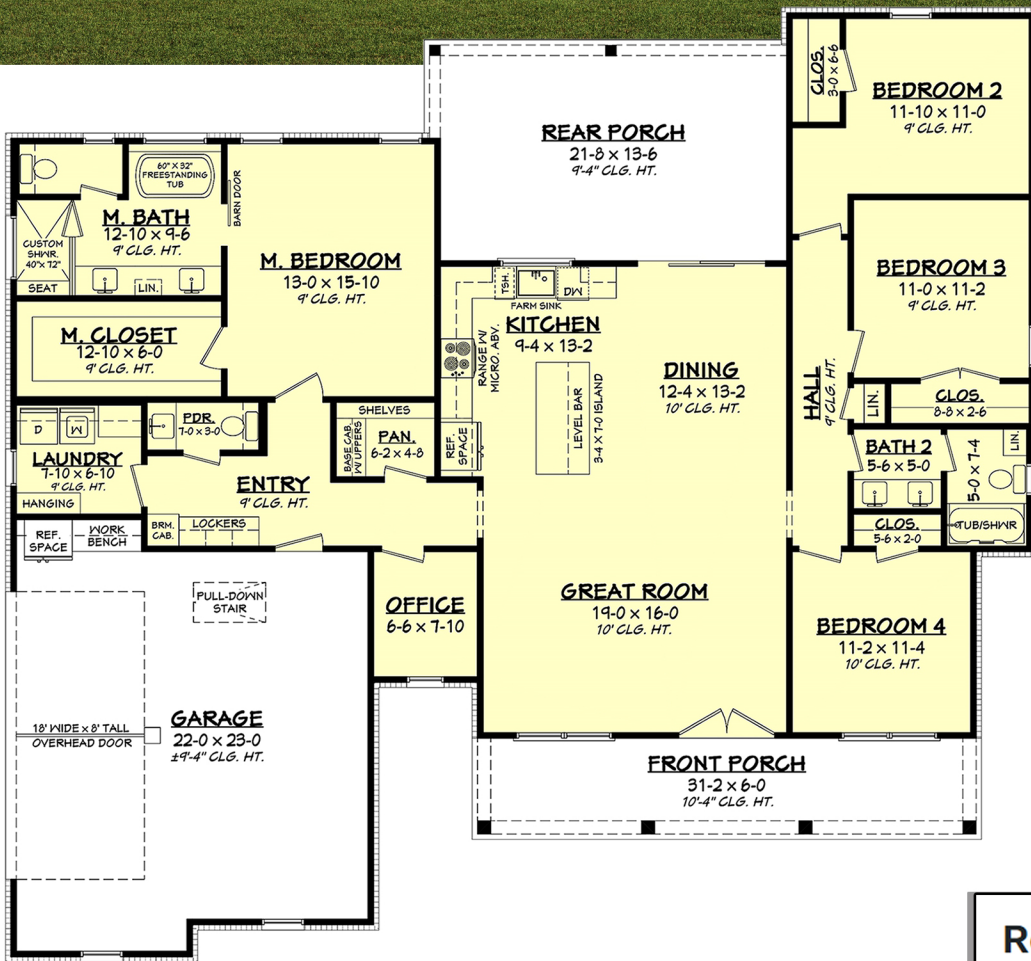 CLOS.
3-0 x 6-6
BEDROOM 2
11-10 x 11-0
9' CLG. HT.
REAR PORCH
21-8 x 13-6
9'-4" CLG. HT.
60" X 32"
FREESTANDING
TUB
BARN DOOR
M. BATH
12-10 x 9-6
9' CLG. HT.
CUSTOM
SHWR.
40"x 72"
SEAT
LIN.
M. BEDROOM
13-0 x 15-10
9' CLG. HT.
BEDROOM 3
11-0 x 11-2
9' CLG. HT.
TSH.
DW
FARM SINK
KITCHEN
9-4 x 13-2
RANGE W/
MICRO. ABV.
M. CLOSET
12-10 x 6-0
9' CLG. HT.
DINING
12-4 x 13-2
10' CLG. HT.
LEVEL BAR
3-4 x 7-0 ISLAND
HALL
9' CLG. HT.
LIN.
CLOS.
8-8 x 2-6
D
W
PDR.
7-0 x 3-0
SHELVES
BASE CAB.
W/ UPPERS
PAN.
6-2 x 4-8
REF.
SPACE
LAUNDRY
7-10 x 6-10
9' CLG. HT.
HANGING
BATH 2
5-6 x 5-0
5-0 x 7-4
LIN.
ENTRY
9' CLG. HT.
BRM.
CAB.
LOCKERS
CLOS.
5-6 x 2-0
TUB/SHWR
REF.
SPACE
WORK
BENCH
PULL-DOWN
STAIR
OFFICE
6-6 x 7-10
GREAT ROOM
19-0 x 16-0
10' CLG. HT.
BEDROOM 4
11-2 x 11-4
10' CLG. HT.
18' WIDE x 8' TALL
OVERHEAD DOOR
GARAGE
22-0 x 23-0
±9'-4" CLG. HT.
FRONT PORCH
31-2 x 6-0
10'-4" CLG. HT.